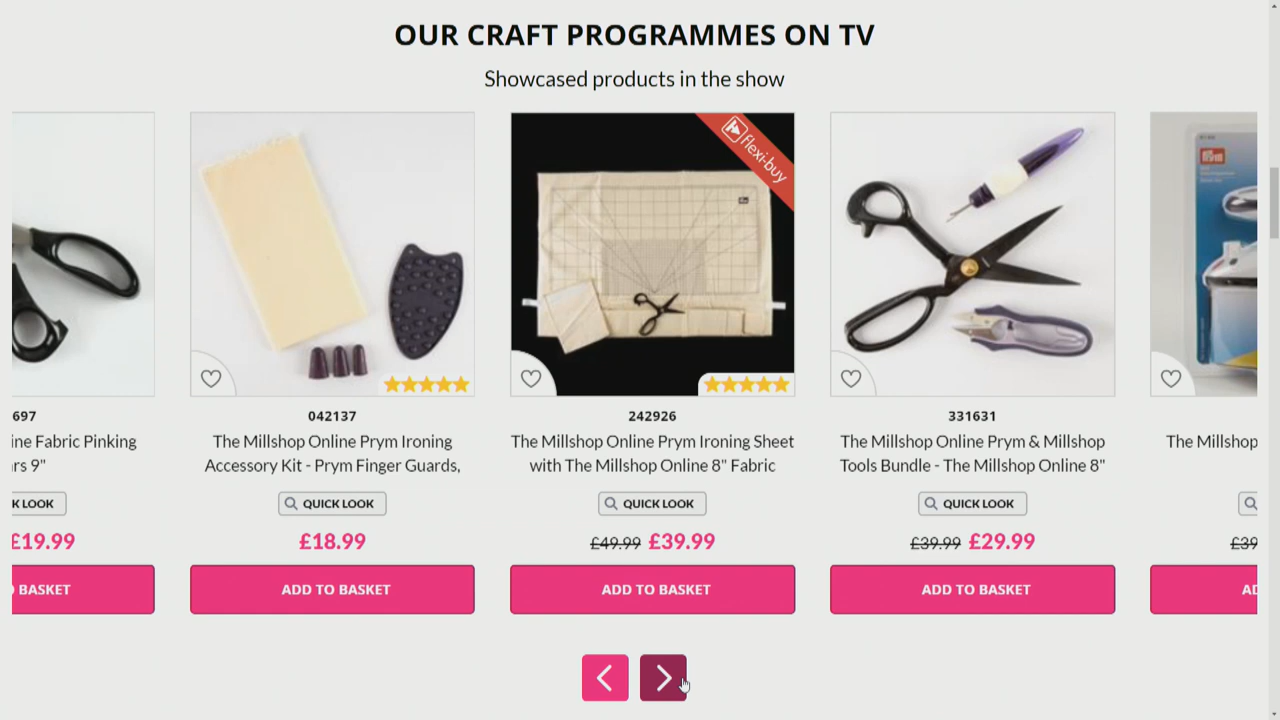 OUR CRAFT PROGRAMMES ON TV
Showcased products in the show
697
ine Fabric Pinking
rs 9"
K LOOK
£19.99
BASKET
flexi-buy
042137
The Millshop Online Prym Ironing
Accessory Kit - Prym Finger Guards,
QUICK LOOK
£18.99
ADD TO BASKET
242926
The Millshop Online Prym Ironing Sheet
with The Millshop Online 8" Fabric
QUICK LOOK
£49.99 £39.99
ADD TO BASKET
331631
The Millshop Online Prym & Millshop
Tools Bundle - The Millshop Online 8"
QUICK LOOK
£39.99 £29.99
ADD TO BASKET
prym
The Millshop
£39
AD